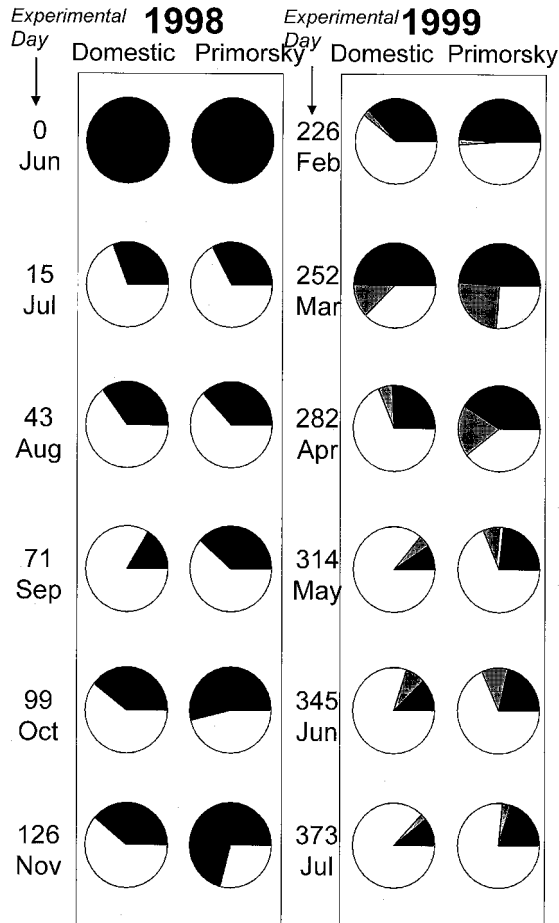 Experimental Day 1998
Domestic Primorsky
0 Jun
15 Jul
43 Aug
71 Sep
99 Oct
126 Nov
Experimental Day 1999
Domestic Primorsky
226 Feb
252 Mar
282 Apr
314 May
345 Jun
373 Jul